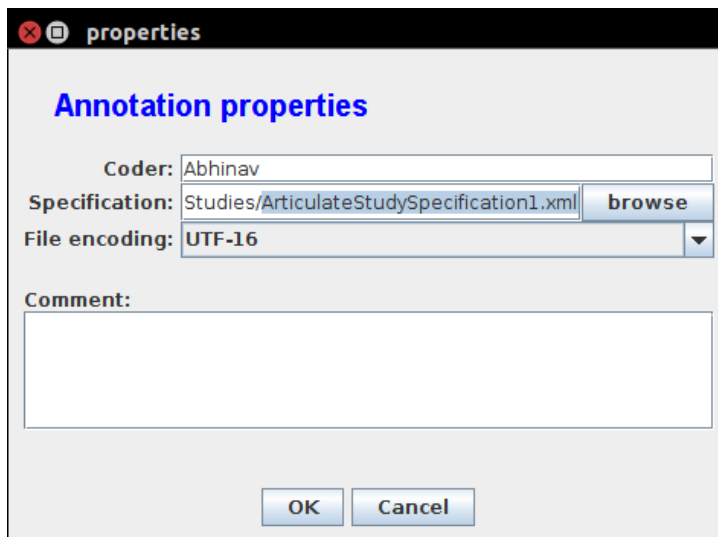 properties
Annotation properties
Coder: Abhinav
Specification: Studies/ArticulateStudySpecification1.xml browse
File encoding: UTF-16
Comment:
OK Cancel